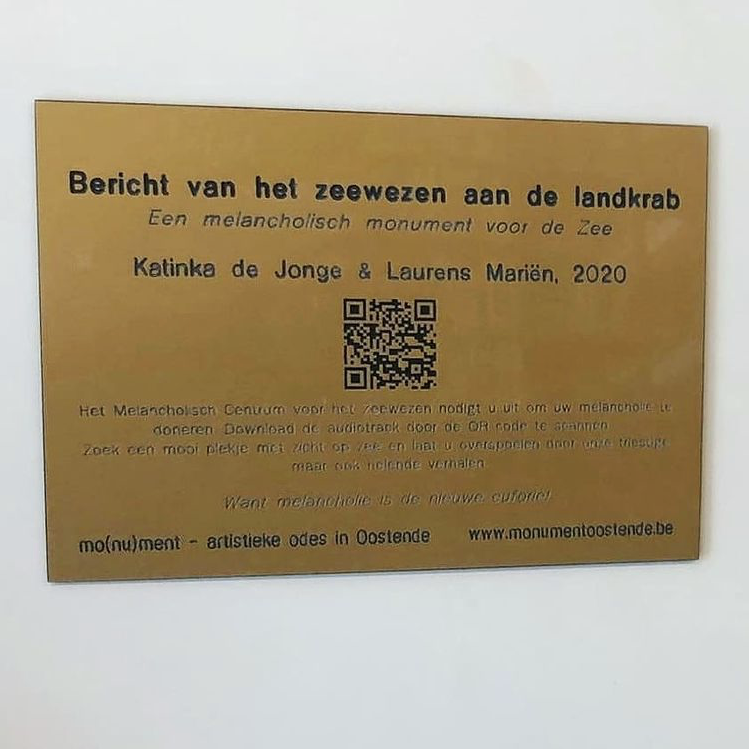 Bericht van het zeewezen aan de landkrab
Een melancholisch monument voor de Zee
Katinka de Jonge & Laurens Mariën, 2020
Het Melancholisch Centrum voor het Zeewezen nodigt u uit om uw melancholie te
doneren. Download de audiotrack door de QR code te scannen.
Zoek een mooi plekje met zicht op zee en laat u overspoelen door onze triestige
maar ook helende verhalen.
Want melancholie is de nieuwe euforie!
mo(nu)ment - artistieke odes in Oostende
www.monumentoostende.be